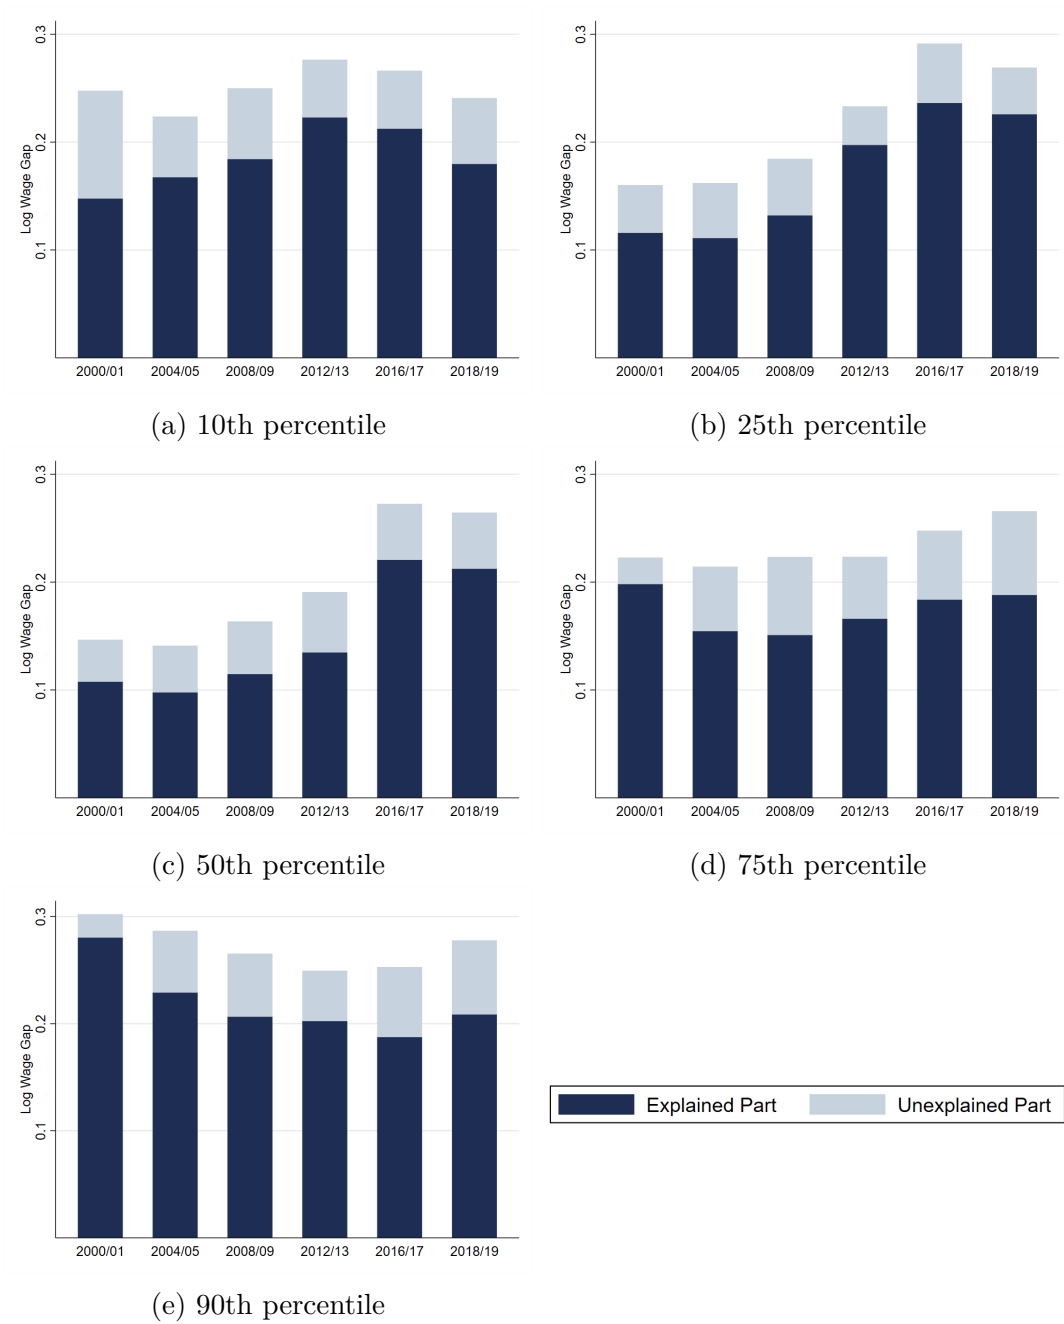 Log Wage Gap
0.3
0.2
0.1
2000/01 2004/05 2008/09 2012/13 2016/17 2018/19
(a) 10th percentile
Log Wage Gap
0.3
0.2
0.1
2000/01 2004/05 2008/09 2012/13 2016/17 2018/19
(b) 25th percentile
Log Wage Gap
0.3
0.2
0.1
2000/01 2004/05 2008/09 2012/13 2016/17 2018/19
(c) 50th percentile
Log Wage Gap
0.3
0.2
0.1
2000/01 2004/05 2008/09 2012/13 2016/17 2018/19
(d) 75th percentile
Log Wage Gap
0.3
0.2
0.1
2000/01 2004/05 2008/09 2012/13 2016/17 2018/19
(e) 90th percentile
Explained Part Unexplained Part